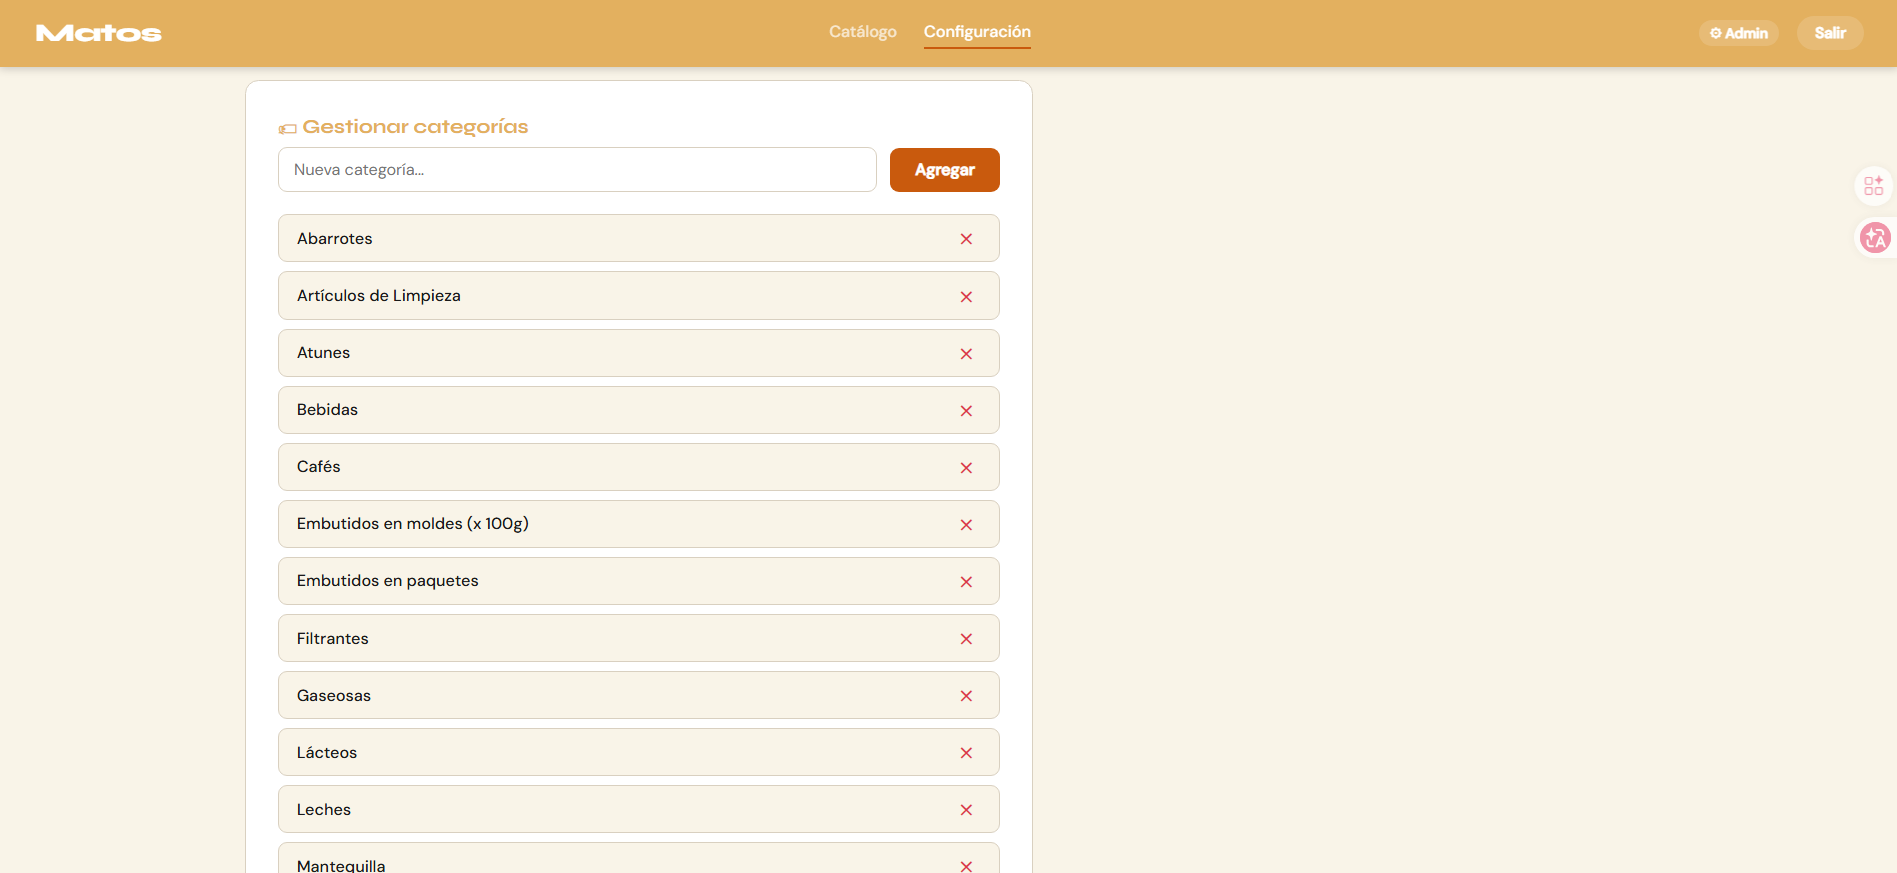 Matos
Catálogo
Configuración
Admin
Salir
Gestionar categorías
Nueva categoría...
Agregar
Abarrotes
Artículos de Limpieza
Atunes
Bebidas
Cafés
Embutidos en moldes (x 100g)
Embutidos en paquetes
Filtrantes
Gaseosas
Lácteos
Leches
Mantequilla